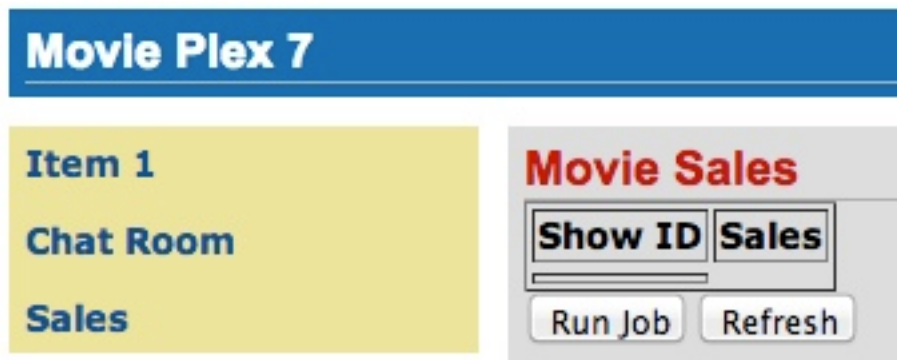 Movie Plex 7
Item 1
Chat Room
Sales
Movie Sales
Show ID Sales
Run Job Refresh